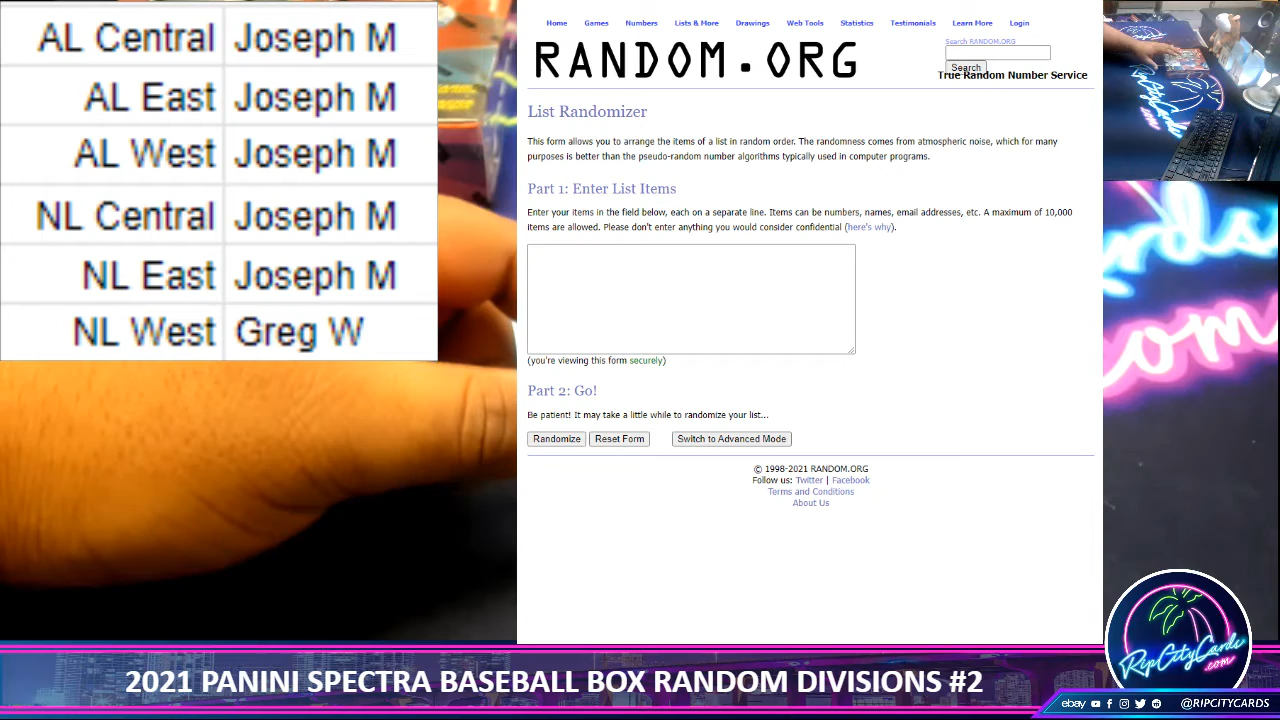 AL Central Joseph M
AL East Joseph M
AL West Joseph M
NL Central Joseph M
NL East Joseph M
NL West Greg W
Home Games Numbers Lists & More Drawings Web Tools Statistics Testimonials Learn More Login
RANDOM.ORG
Search RANDOM.ORG
Search
True Random Number Service
List Randomizer
This form allows you to arrange the items of a list in random order. The randomness comes from atmospheric noise, which for many
purposes is better than the pseudo-random number algorithms typically used in computer programs.
Part 1: Enter List Items
Enter your items in the field below, each on a separate line. Items can be numbers, names, email addresses, etc. A maximum of 10,000
items are allowed. Please don't enter anything you would consider confidential (here's why).
(you're viewing this form securely)
Part 2: Go!
Be patient! It may take a little while to randomize your list...
Randomize Reset Form Switch to Advanced Mode
© 1998-2021 RANDOM.ORG
Follow us: Twitter | Facebook
Terms and Conditions
About Us
RipCityCards
.com
2021 PANINI SPECTRA BASEBALL BOX RANDOM DIVISIONS #2
ebay @RIPCITYCARDS